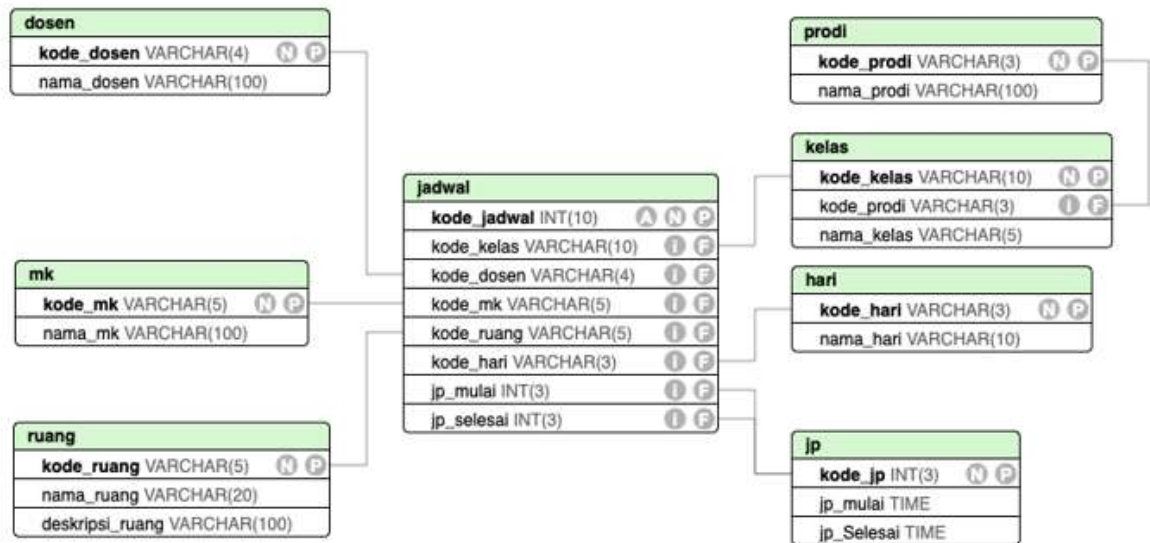 dosen
kode_dosen VARCHAR(4) N P
nama_dosen VARCHAR(100)
prodi
kode_prodi VARCHAR(3) N P
nama_prodi VARCHAR(100)
kelas
kode_kelas VARCHAR(10) N P
kode_prodi VARCHAR(3) i F
nama_kelas VARCHAR(5)
jadwal
kode_jadwal INT(10) A N P
kode_kelas VARCHAR(10) i F
kode_dosen VARCHAR(4) i F
kode_mk VARCHAR(5) i F
kode_ruang VARCHAR(5) i F
kode_hari VARCHAR(3) i F
jp_mulai INT(3) i F
jp_selesai INT(3) i F
mk
kode_mk VARCHAR(5) N P
nama_mk VARCHAR(100)
hari
kode_hari VARCHAR(3) N P
nama_hari VARCHAR(10)
ruang
kode_ruang VARCHAR(5) N P
nama_ruang VARCHAR(20)
deskripsi_ruang VARCHAR(100)
jp
kode_jp INT(3) N P
jp_mulai TIME
jp_Selesai TIME